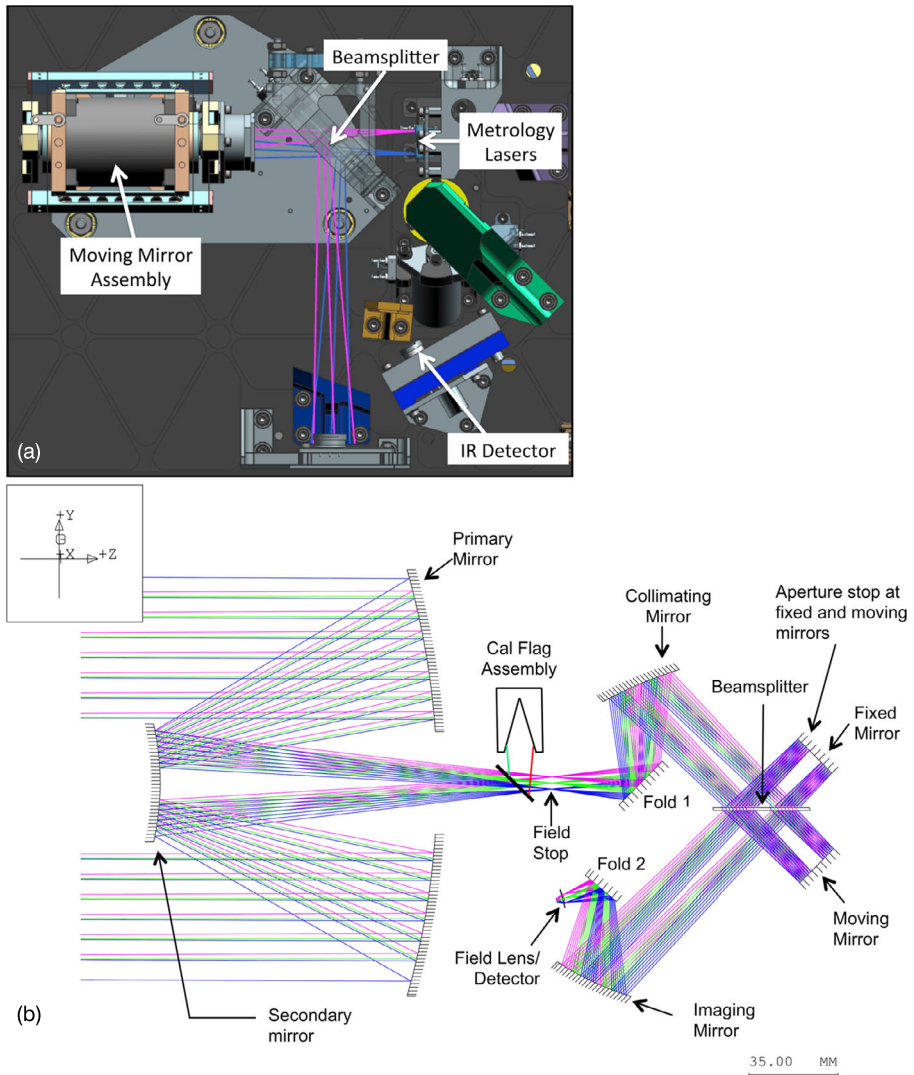 Beamsplitter
Metrology
Lasers
Moving Mirror
Assembly
IR Detector
(a)
+Y
+X
+Z
Primary
Mirror
Collimating
Mirror
Aperture stop at
fixed and moving
mirrors
Cal Flag
Assembly
Beamsplitter
Fixed
Mirror
Fold 1
Field
Stop
Fold 2
Moving
Mirror
Field Lens/
Detector
(b)
Secondary
mirror
Imaging
Mirror
35.00 MM